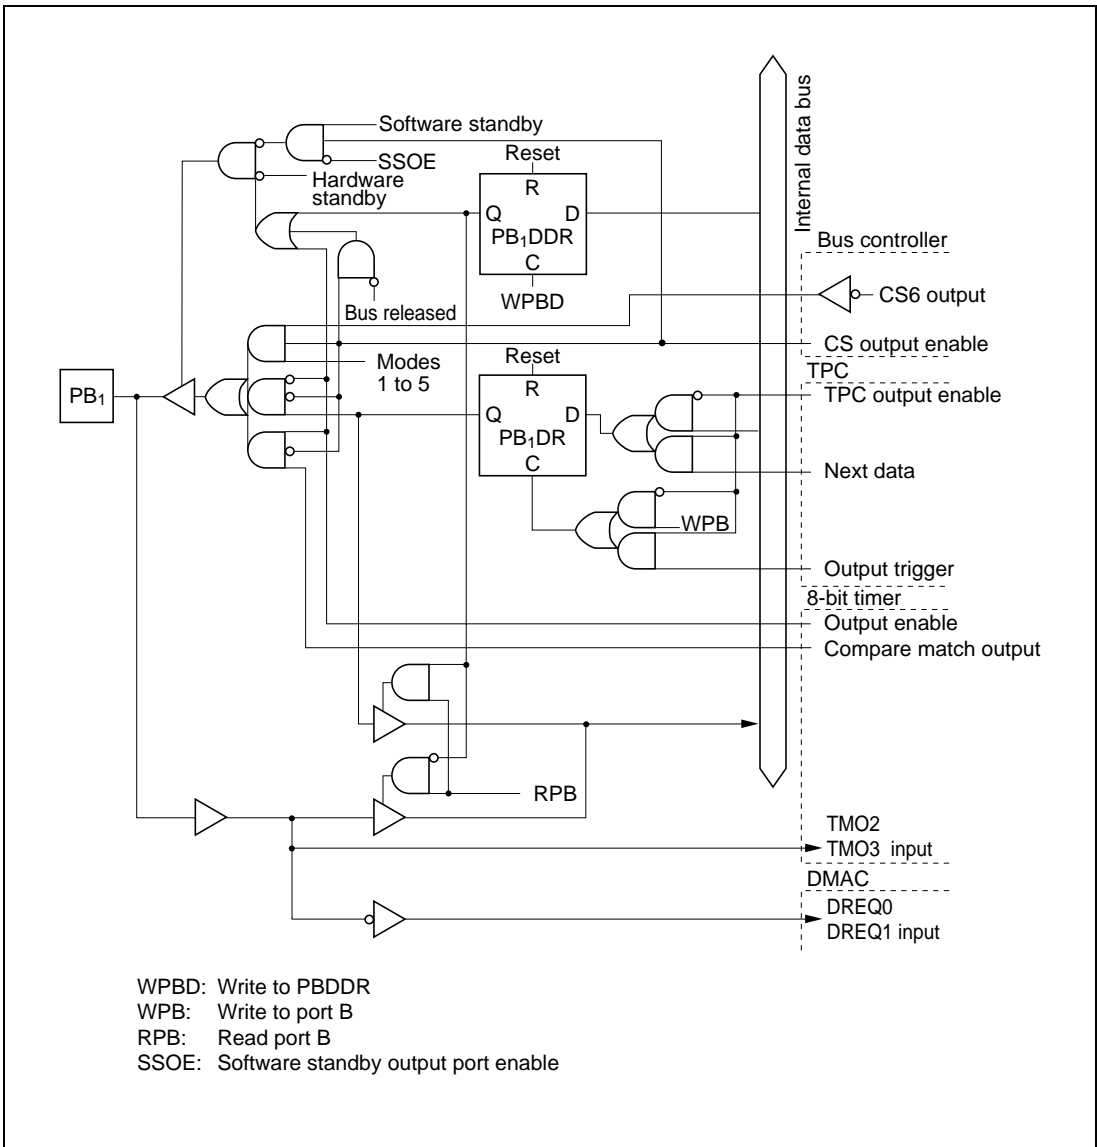 Software standby
SSOE
Hardware
standby
Reset
R
Q D
PB1DDR
C
WPBD
Bus released
Internal data bus
Bus controller
CS6 output
CS output enable
Modes
1 to 5
PB1
Reset
R
Q D
PB1DR
C
WPB
TPC
TPC output enable
Next data
Output trigger
8-bit timer
Output enable
Compare match output
RPB
TMO2
TMO3 input
DMAC
DREQ0
DREQ1 input
WPBD: Write to PBDDR
WPB: Write to port B
RPB: Read port B
SSOE: Software standby output port enable